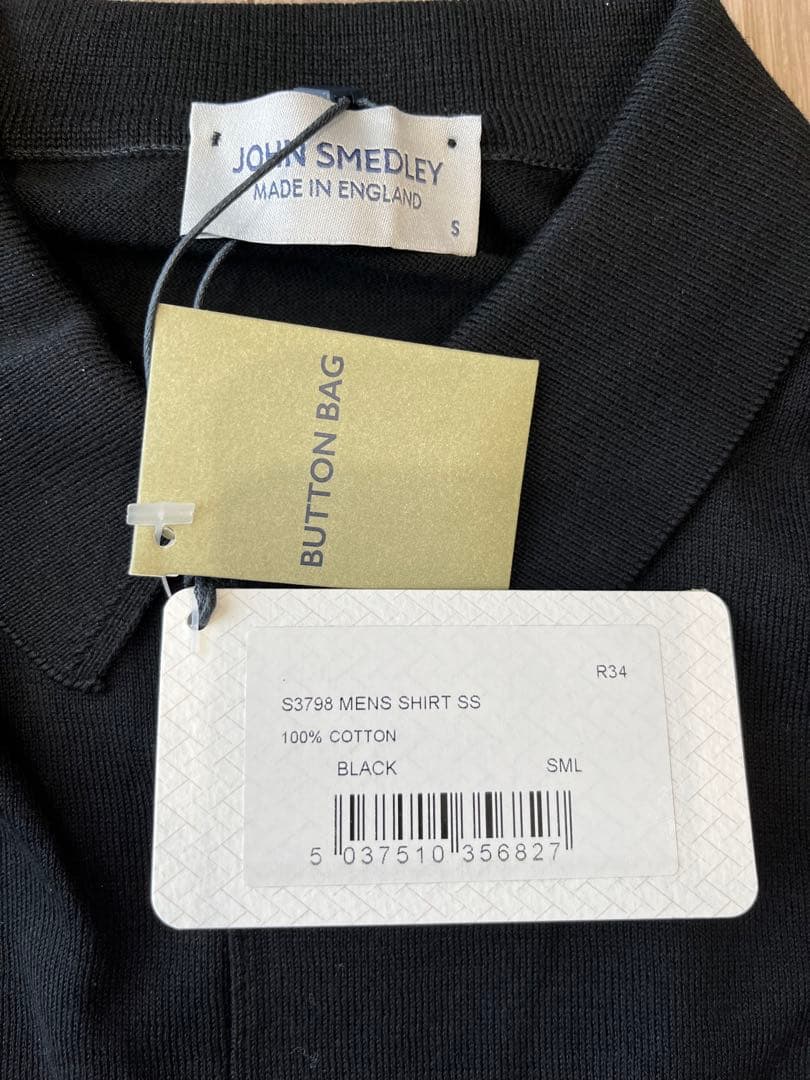 JOHN SMEDLEY
MADE IN ENGLAND
S
BUTTON BAG
R34
S3798 MENS SHIRT SS
100% COTTON
BLACK SML
5 037510 356827